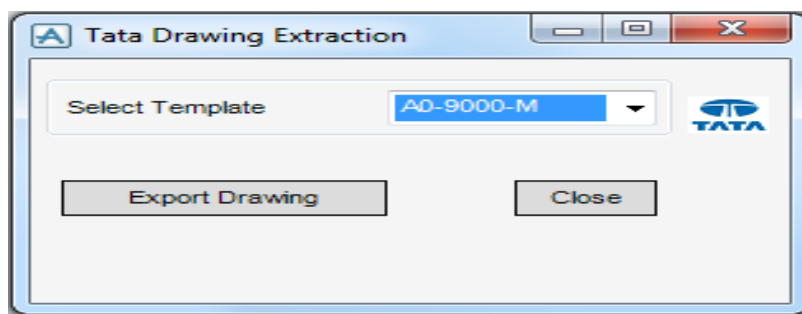 Tata Drawing Extraction
Select Template
A0-9000-M
TATA
Export Drawing
Close